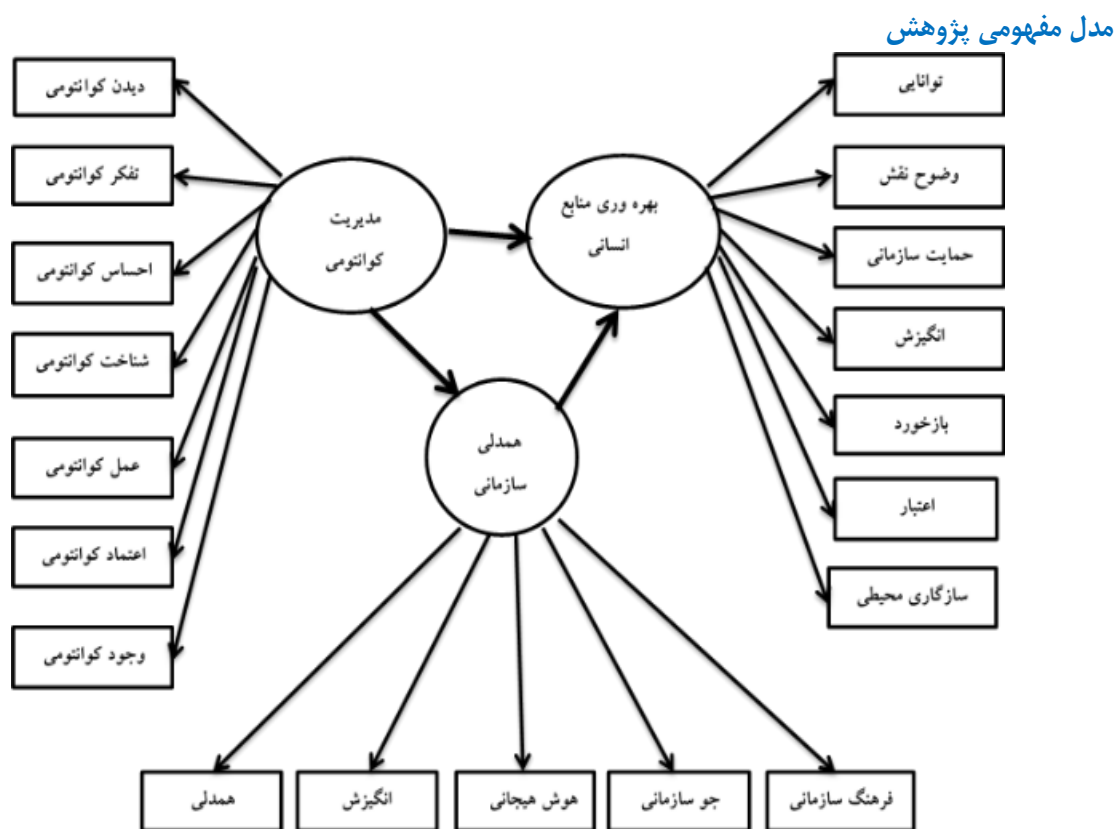 مدل مفهومی پژوهش
توانایی
وضوح نقش
حمایت سازمانی
انگیزش
بازخورد
اعتبار
سازگاری محیطی
بهره وری منابع
انسانی
مدیریت
کوانتومی
همدلی
سازمانی
دیدن کوانتومی
تفکر کوانتومی
احساس کوانتومی
شناخت کوانتومی
عمل کوانتومی
اعتماد کوانتومی
وجود کوانتومی
فرهنگ سازمانی
جو سازمانی
هوش هیجانی
انگیزش
همدلی